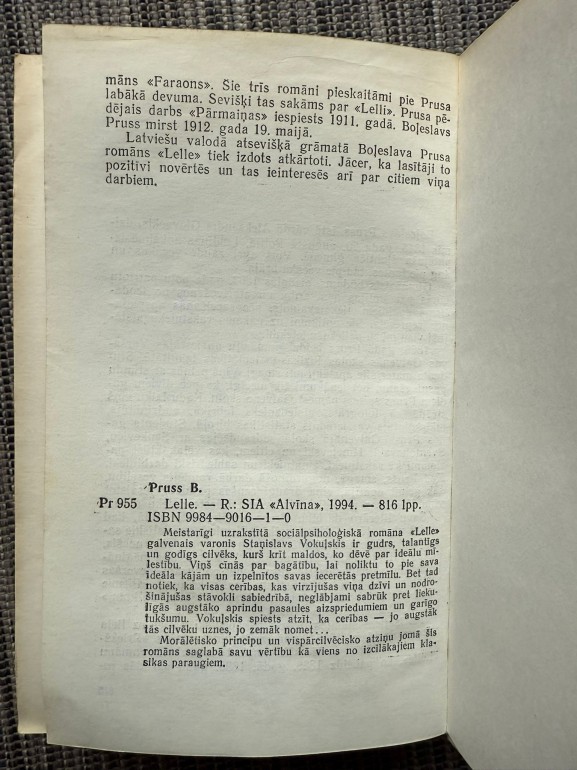 māns «Faraons». Šie trīs romāni pieskaitāmi pie Prusa
labākā devuma. Sevišķi tas sakāms par «Lelli». Prusa pē-
dējais darbs «Pārmaiņas» iespiests 1911. gadā. Boļeslavs
Pruss mirst 1912. gada 19. maijā.
Latviešu valodā atsevišķā grāmatā Boļeslava Prusa
romāns «Lelle» tiek izdots atkārtoti. Jācer, ka lasītāji to
pozitīvi novērtēs un tas ieinteresēs arī par citiem viņa
darbiem.
Pruss B.
Pr 955 Lelle. — R.: SIA «Alvīna», 1994. — 816 lpp.
ISBN 9984—9016—1—0
Meistarīgi uzrakstītā sociālpsiholoģiskā romāna «Lelle»
galvenais varonis Staņislavs Vokuļskis ir gudrs, talantīgs
un godīgs cilvēks, kurš krīt maldos, ko dēvē par ideālu mī-
lestību. Viņš cīnās par bagātību, lai noliktu to pie sava
ideāla kājām un izpelnītos savas iecerētās pretmīlu. Bet tad
notiek, ka visas cerības, kas virzījušas viņa dzīvi un nodro-
šinājušas stāvokli sabiedrībā, neglābjami sabrūk pret lieku-
līgās augstāko aprindu pasaules aizspriedumiem un garīgo
tukšumu. Vokuļskis spiests atzīt, ka cerības — jo augstāk
tās cilvēku uznes, jo zemāk nomet...
Morālētisko principu un vispārcilvēcisko atziņu jomā šis
romāns saglabā savu vērtību kā viens no izcilākajiem kla-
sikas paraugiem.